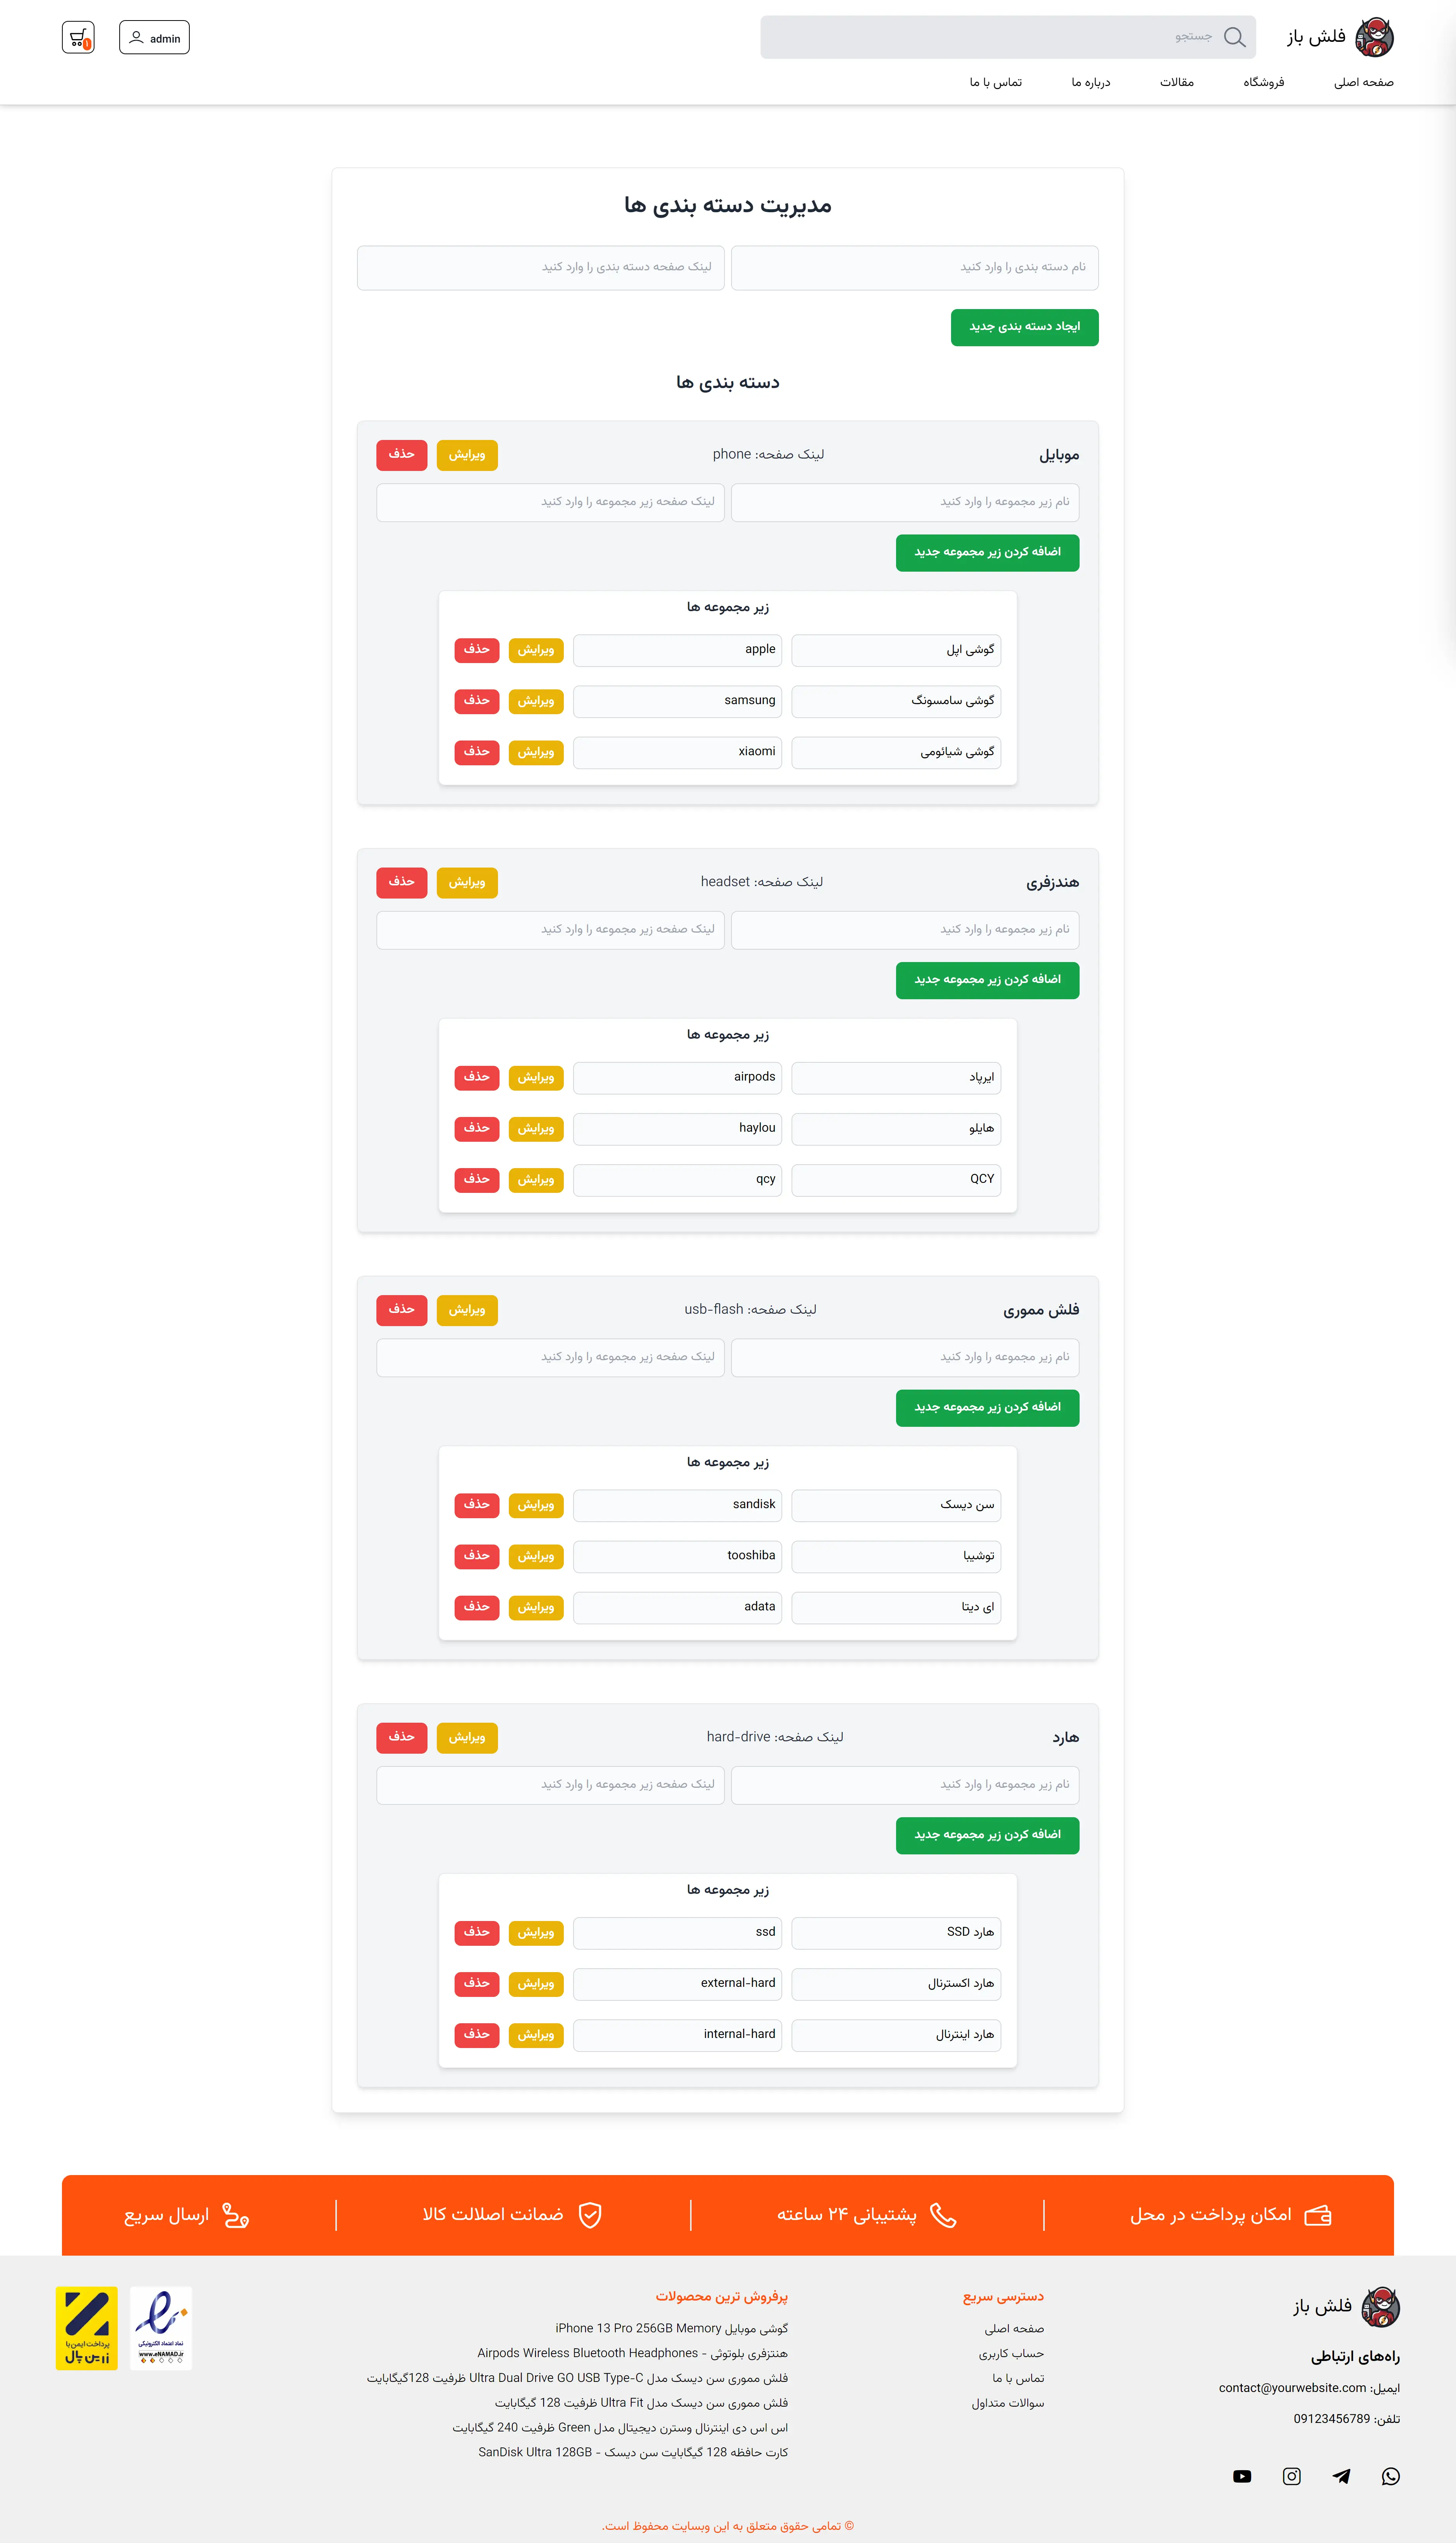 فلش باز
جستجو
admin
1
صفحه اصلی
فروشگاه
مقالات
درباره ما
تماس با ما
مدیریت دسته بندی ها
نام دسته بندی را وارد کنید
لینک صفحه دسته بندی را وارد کنید
ایجاد دسته بندی جدید
دسته بندی ها
موبایل
لینک صفحه: phone
ویرایش
حذف
نام زیر مجموعه را وارد کنید
لینک صفحه زیر مجموعه را وارد کنید
اضافه کردن زیر مجموعه جدید
زیر مجموعه ها
گوشی اپل
apple
ویرایش
حذف
گوشی سامسونگ
samsung
ویرایش
حذف
گوشی شیائومی
xiaomi
ویرایش
حذف
هندزفری
لینک صفحه: headset
ویرایش
حذف
نام زیر مجموعه را وارد کنید
لینک صفحه زیر مجموعه را وارد کنید
اضافه کردن زیر مجموعه جدید
زیر مجموعه ها
ایرپاد
airpods
ویرایش
حذف
هایلو
haylou
ویرایش
حذف
QCY
qcy
ویرایش
حذف
فلش مموری
لینک صفحه: usb-flash
ویرایش
حذف
نام زیر مجموعه را وارد کنید
لینک صفحه زیر مجموعه را وارد کنید
اضافه کردن زیر مجموعه جدید
زیر مجموعه ها
سن دیسک
sandisk
ویرایش
حذف
توشیبا
tooshiba
ویرایش
حذف
ای دیتا
adata
ویرایش
حذف
هارد
لینک صفحه: hard-drive
ویرایش
حذف
نام زیر مجموعه را وارد کنید
لینک صفحه زیر مجموعه را وارد کنید
اضافه کردن زیر مجموعه جدید
زیر مجموعه ها
هارد SSD
ssd
ویرایش
حذف
هارد اکسترنال
external-hard
ویرایش
حذف
هارد اینترنال
internal-hard
ویرایش
حذف
امکان پرداخت در محل
پشتیبانی ۲۴ ساعته
ضمانت اصلالت کالا
ارسال سریع
فلش باز
راه‌های ارتباطی
ایمیل: contact@yourwebsite.com
تلفن: 09123456789
دسترسی سریع
صفحه اصلی
حساب کاربری
تماس با ما
سوالات متداول
پرفروش ترین محصولات
گوشی موبایل iPhone 13 Pro 256GB Memory
هنتزفری بلوتوثی - Airpods Wireless Bluetooth Headphones
فلش مموری سن دیسک مدل Ultra Dual Drive GO USB Type-C ظرفیت 128گیگابایت
فلش مموری سن دیسک مدل Ultra Fit ظرفیت 128 گیگابایت
اس اس دی اینترنال وسترن دیجیتال مدل Green ظرفیت 240 گیگابایت
کارت حافظه 128 گیگابایت سن دیسک - SanDisk Ultra 128GB
نماد اعتماد الکترونیکی
www.eNAMAD.ir
پرداخت ایمن با
زرین پال
© تمامی حقوق متعلق به این وبسایت محفوظ است.